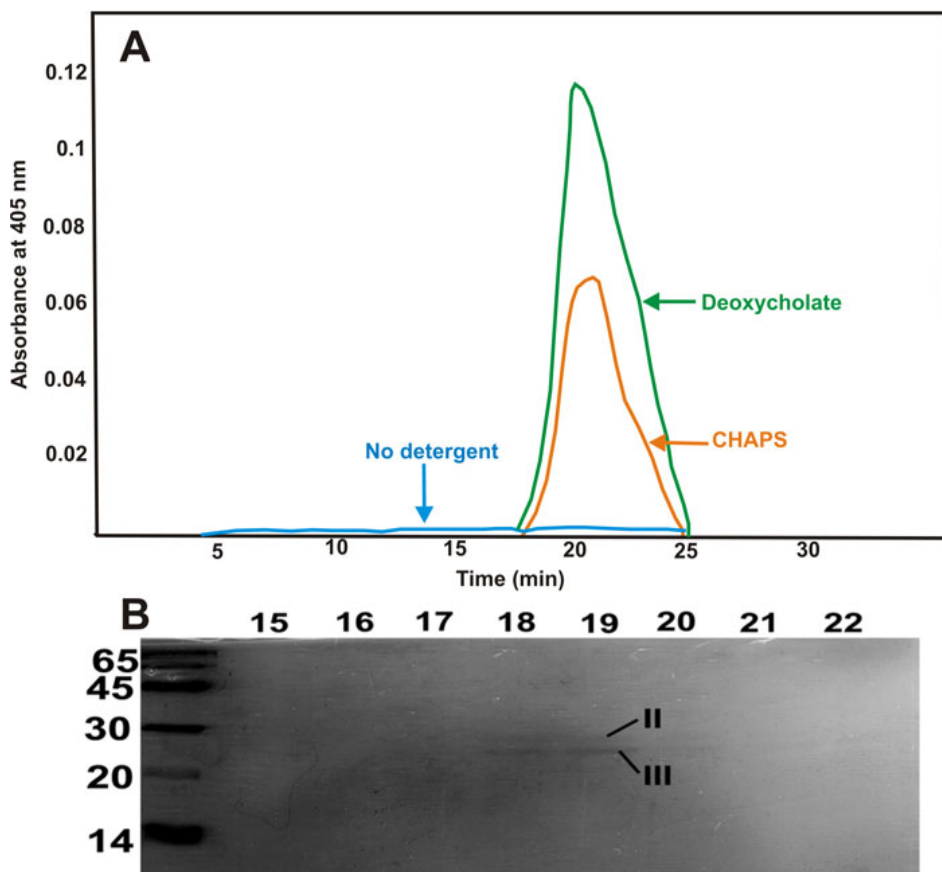 A
Absorbance at 405 nm
0.12
0.1
0.08
0.06
0.04
0.02
Deoxycholate
CHAPS
No detergent
5 10 15 20 25 30
Time (min)
B
15 16 17 18 19 20 21 22
65
45
30
20
14
II
III